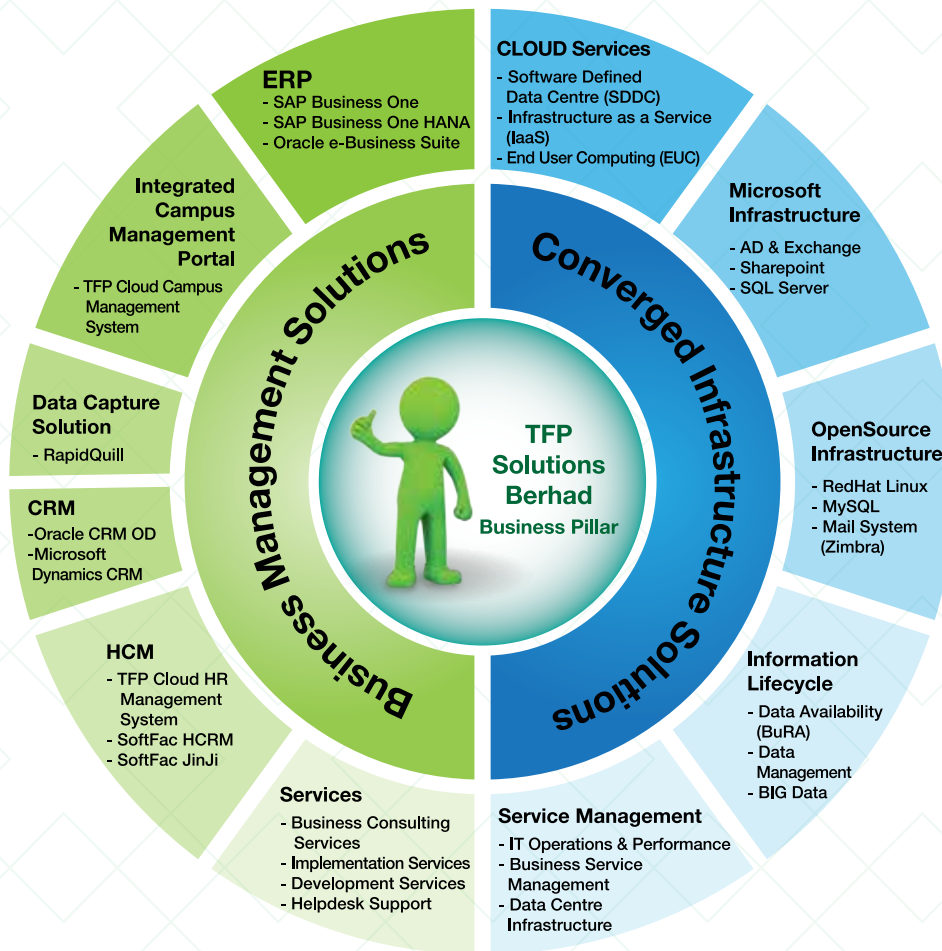 ERP
- SAP Business One
- SAP Business One HANA
- Oracle e-Business Suite
Integrated
Campus
Management
Portal
- TFP Cloud Campus
Management
System
Data Capture
Solution
- RapidQuill
CRM
-Oracle CRM OD
-Microsoft
Dynamics CRM
HCM
- TFP Cloud HR
Management
System
- SoftFac HCRM
- SoftFac JinJi
Services
- Business Consulting
Services
- Implementation Services
- Development Services
- Helpdesk Support
Business Management Solutions
TFP
Solutions
Berhad
Business Pillar
Converged Infrastructure Solutions
CLOUD Services
- Software Defined
Data Centre (SDDC)
- Infrastructure as a Service
(IaaS)
- End User Computing (EUC)
Microsoft
Infrastructure
- AD & Exchange
- Sharepoint
- SQL Server
OpenSource
Infrastructure
- RedHat Linux
- MySQL
- Mail System
(Zimbra)
Information
Lifecycle
- Data Availability
(BuRA)
- Data
Management
- BIG Data
Service Management
- IT Operations & Performance
- Business Service
Management
- Data Centre
Infrastructure